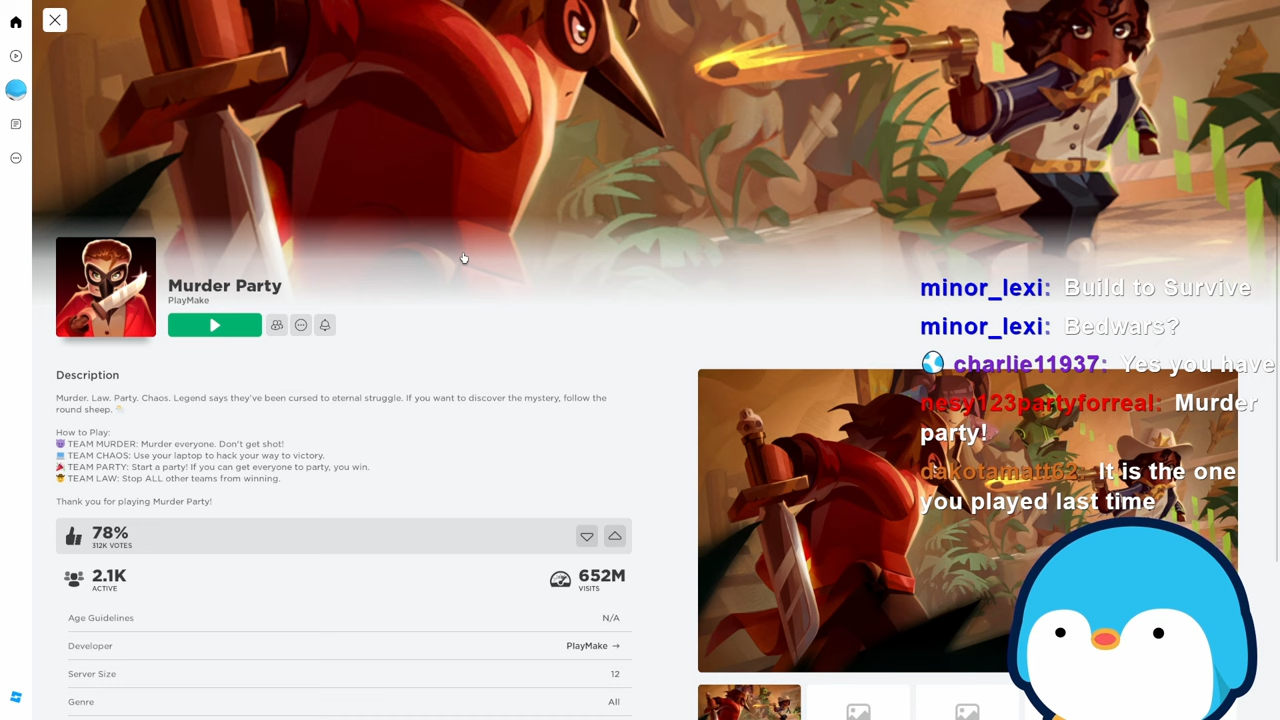 Murder Party
PlayMake
Description
Murder. Law. Party. Chaos. Legend says they've been cursed to eternal struggle. If you want to discover the mystery, follow the
round sheep.
How to Play:
TEAM MURDER: Murder everyone. Don't get shot!
TEAM CHAOS: Use your laptop to hack your way to victory.
TEAM PARTY: Start a party! If you can get everyone to party, you win.
TEAM LAW: Stop ALL other teams from winning.
Thank you for playing Murder Party!
78%
312K VOTES
2.1K
ACTIVE
652M
VISITS
Age Guidelines N/A
Developer PlayMake →
Server Size 12
Genre All
minor_lexi: Build to Survive
minor_lexi: Bedwars?
charlie11937: Yes you have
nesy123partyforreal: Murder
party!
dakotamatt62: It is the one
you played last time